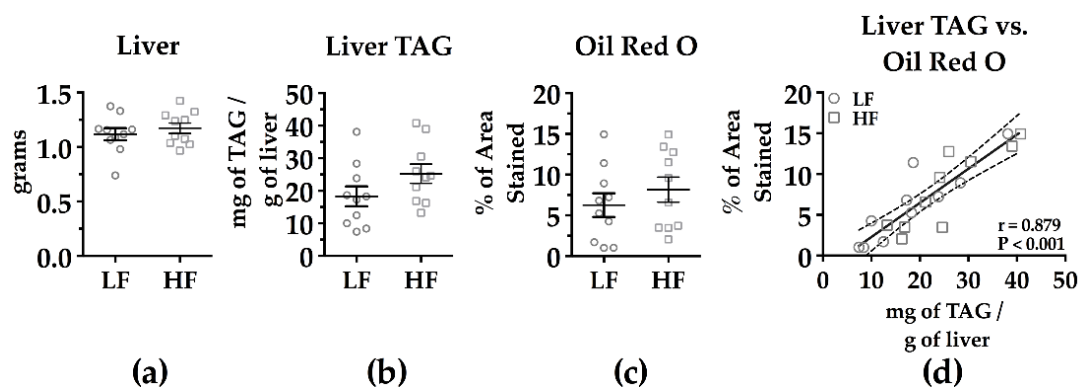 Liver
grams
1.5
1.0
0.5
0.0
LF HF
(a)
Liver TAG
mg of TAG /
g of liver
50
40
30
20
10
0
LF HF
(b)
Oil Red O
% of Area
Stained
20
15
10
5
0
LF HF
(c)
Liver TAG vs.
Oil Red O
% of Area
Stained
20
15
10
5
0
LF
HF
r = 0.879
P < 0.001
0 10 20 30 40 50
mg of TAG /
g of liver
(d)